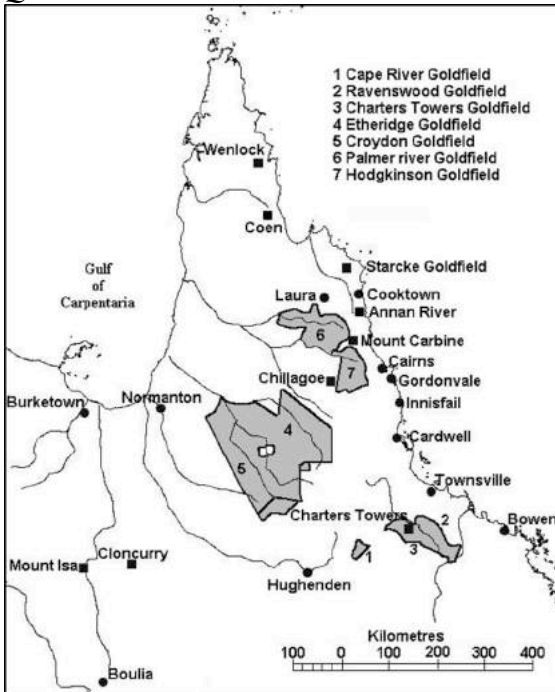 1 Cape River Goldfield
2 Ravenswood Goldfield
3 Charters Towers Goldfield
4 Etheridge Goldfield
5 Croydon Goldfield
6 Palmer river Goldfield
7 Hodgkinson Goldfield
Wenlock
Coen
Gulf
of
Carpentaria
Starcke Goldfield
Laura
Cooktown
Annan River
6
Mount Carbine
7
Cairns
Chillagoe
Gordonvale
Burketown
Normanton
Innisfail
4
Cardwell
5
Townsville
Charters Towers
2
Bowen
3
1
Mount Isa
Cloncurry
Hughenden
Kilometres
100 0 100 200 300 400
Boulia